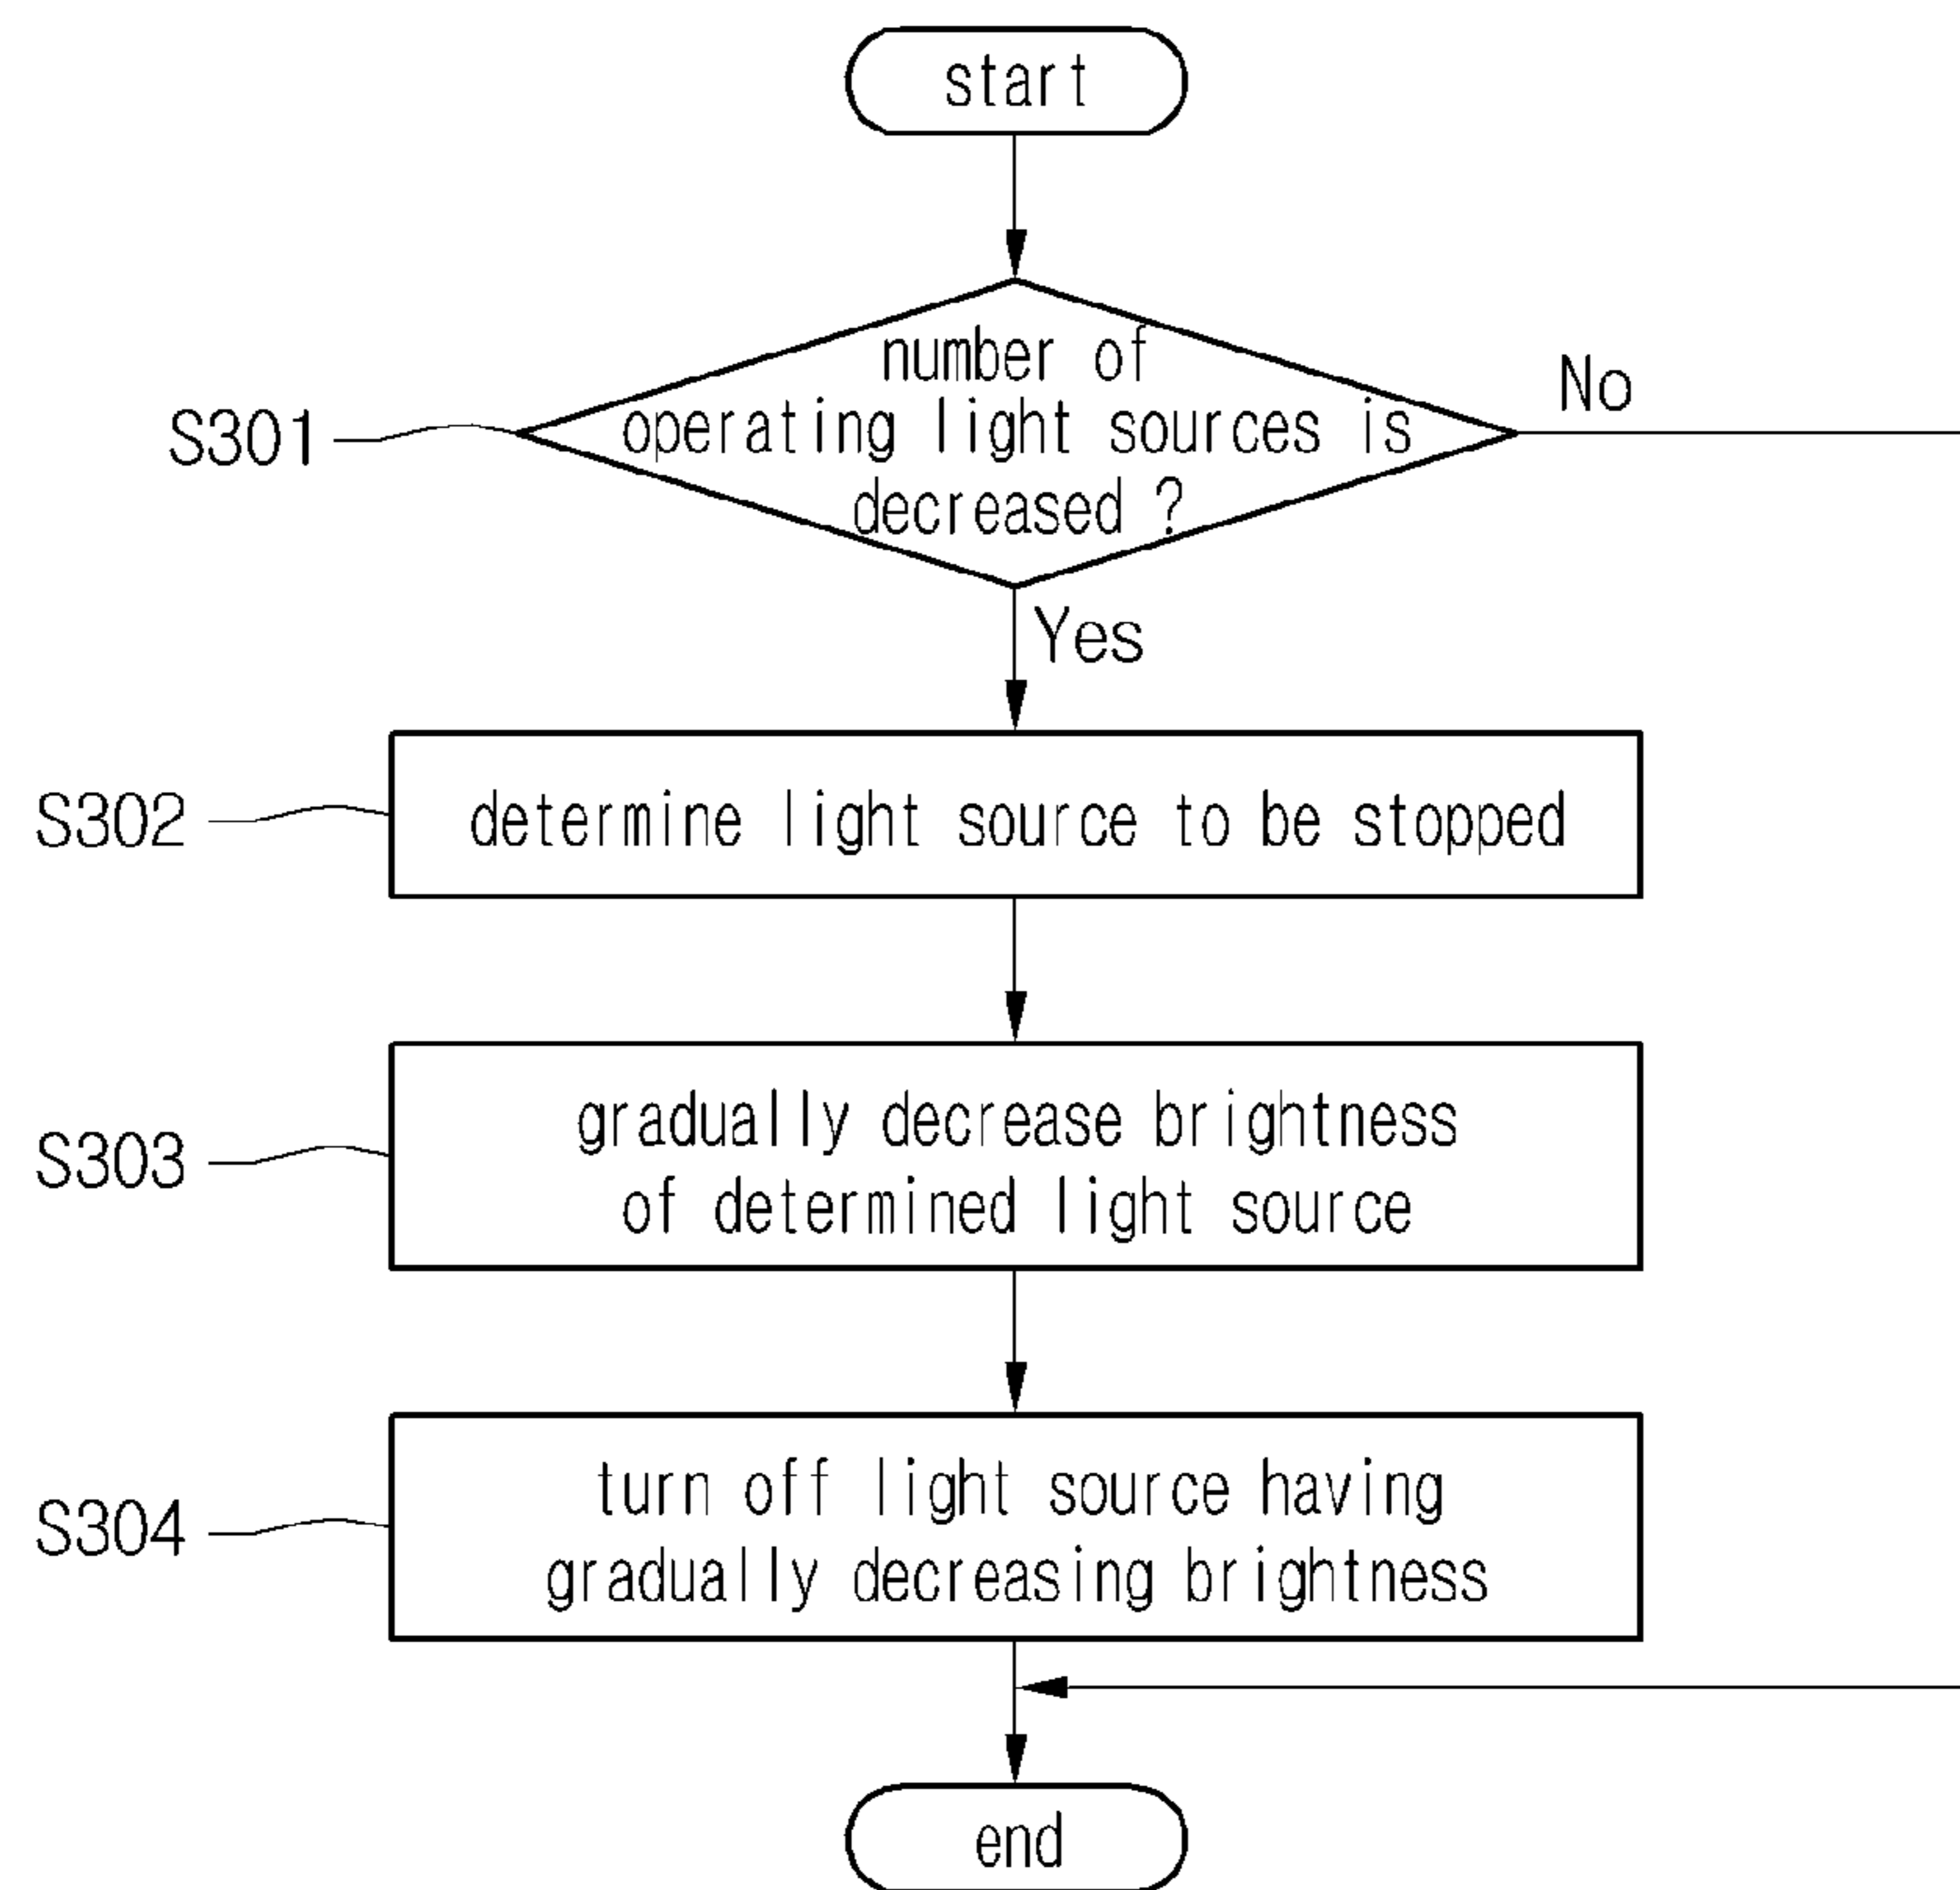 start
number of
operating light sources is
decreased ?
S301
No
Yes
S302
determine light source to be stopped
S303
gradually decrease brightness
of determined light source
S304
turn off light source having
gradually decreasing brightness
end